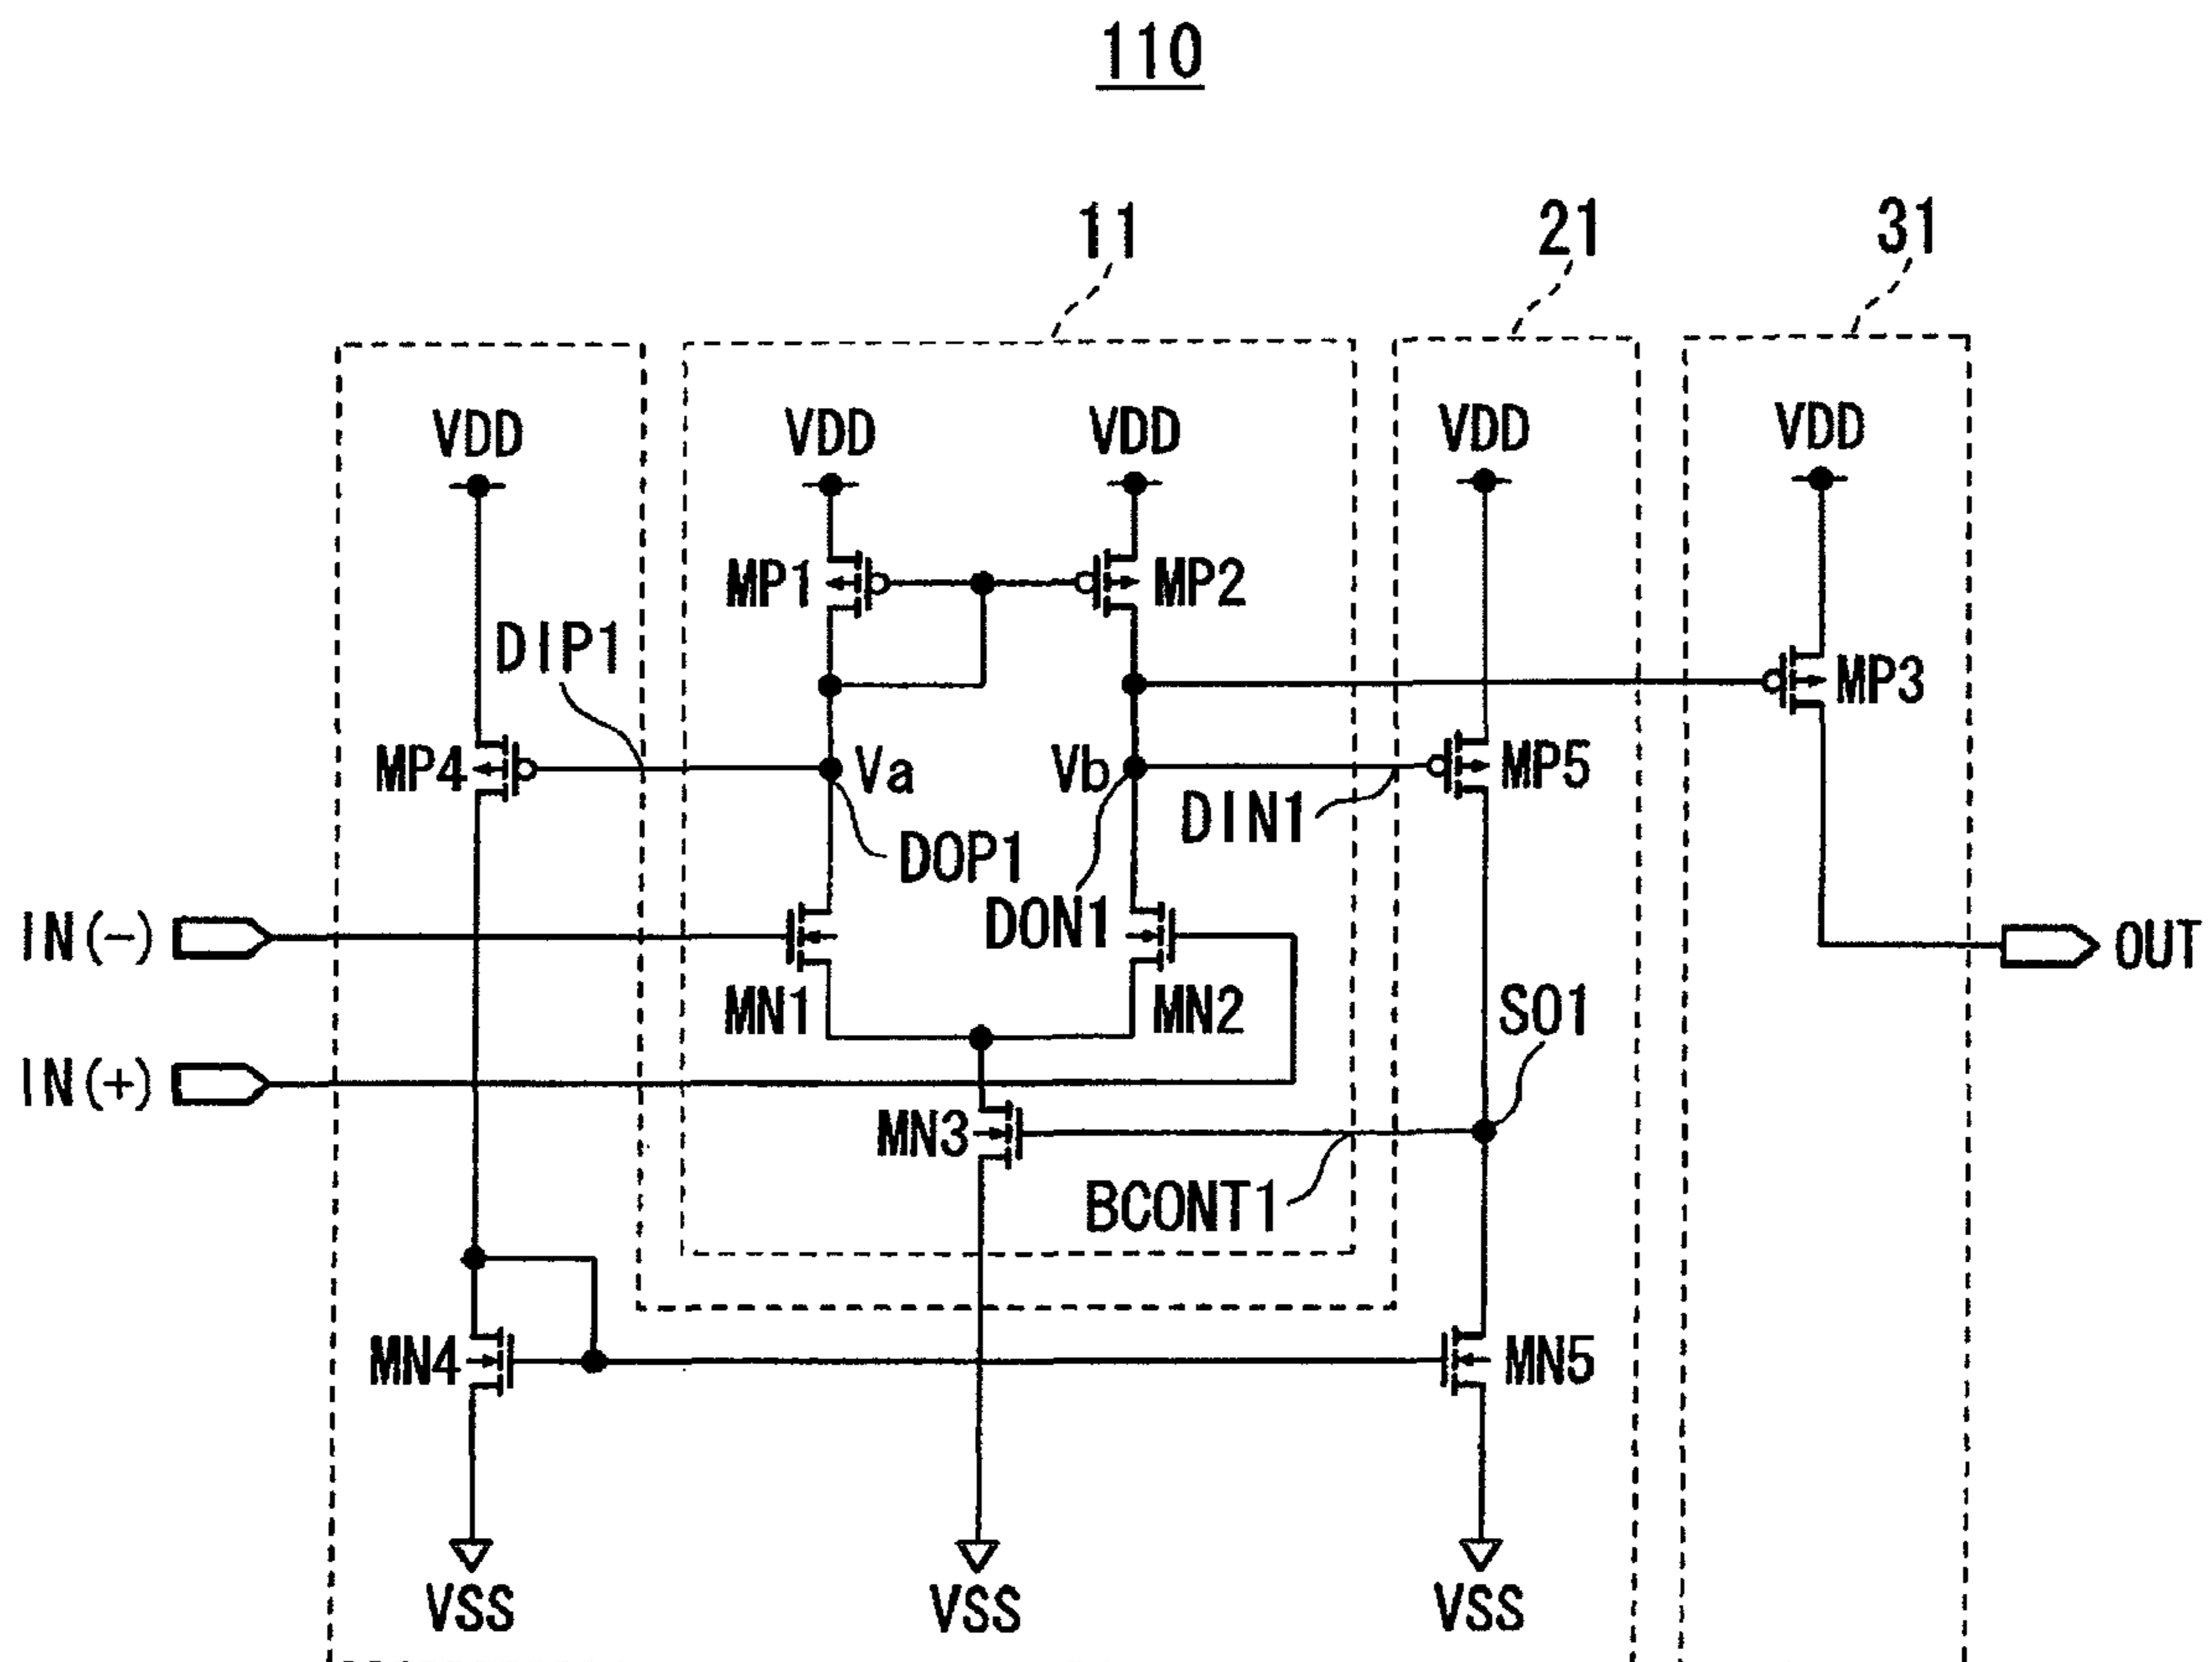 110
11
21
31
VDD
VDD
VDD
VDD
VDD
MP1
MP2
DIP1
MP3
MP4
Va
Vb
MP5
DIN1
DOP1
IN(-)
DON1
OUT
MN1
MN2
SO1
IN(+)
MN3
BCONT1
MN4
MN5
VSS
VSS
VSS